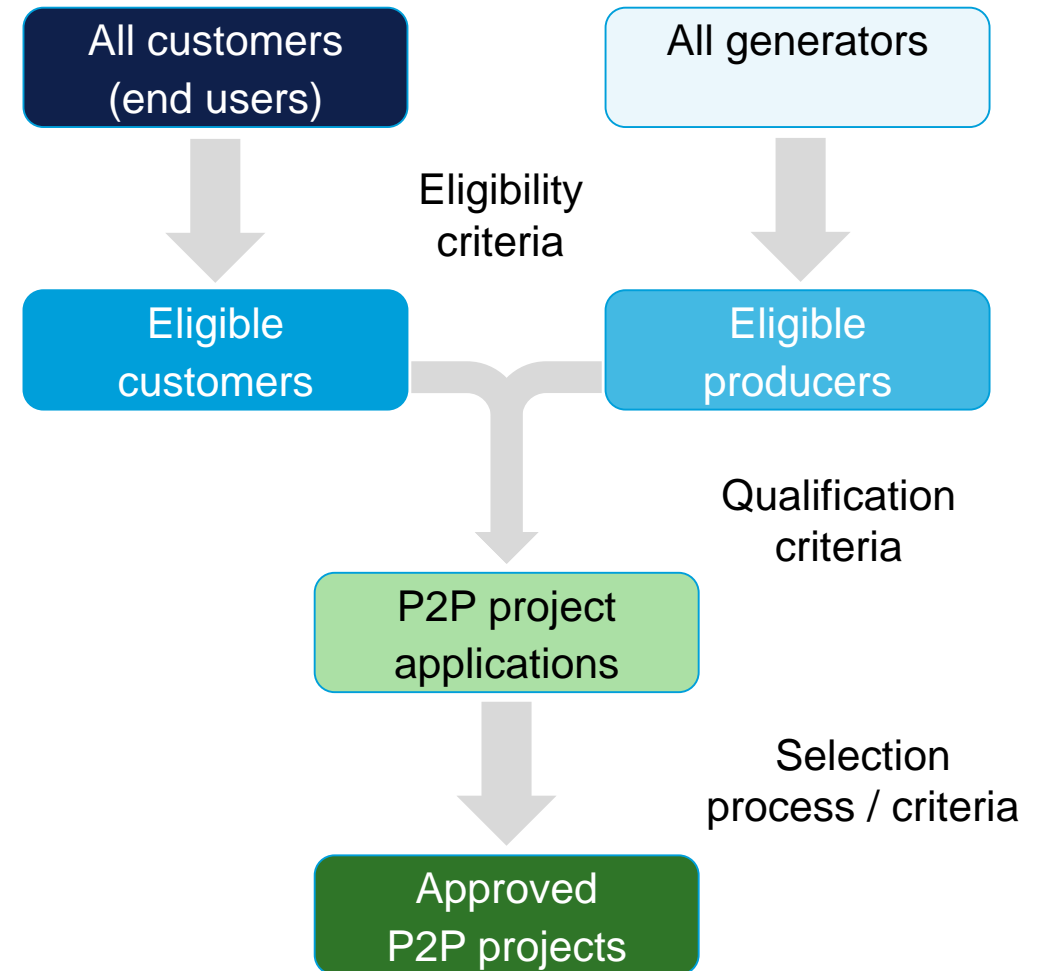 All customers
(end users)
All generators
Eligibility
criteria
Eligible
customers
Eligible
producers
Qualification
criteria
P2P project
applications
Selection
process / criteria
Approved
P2P projects